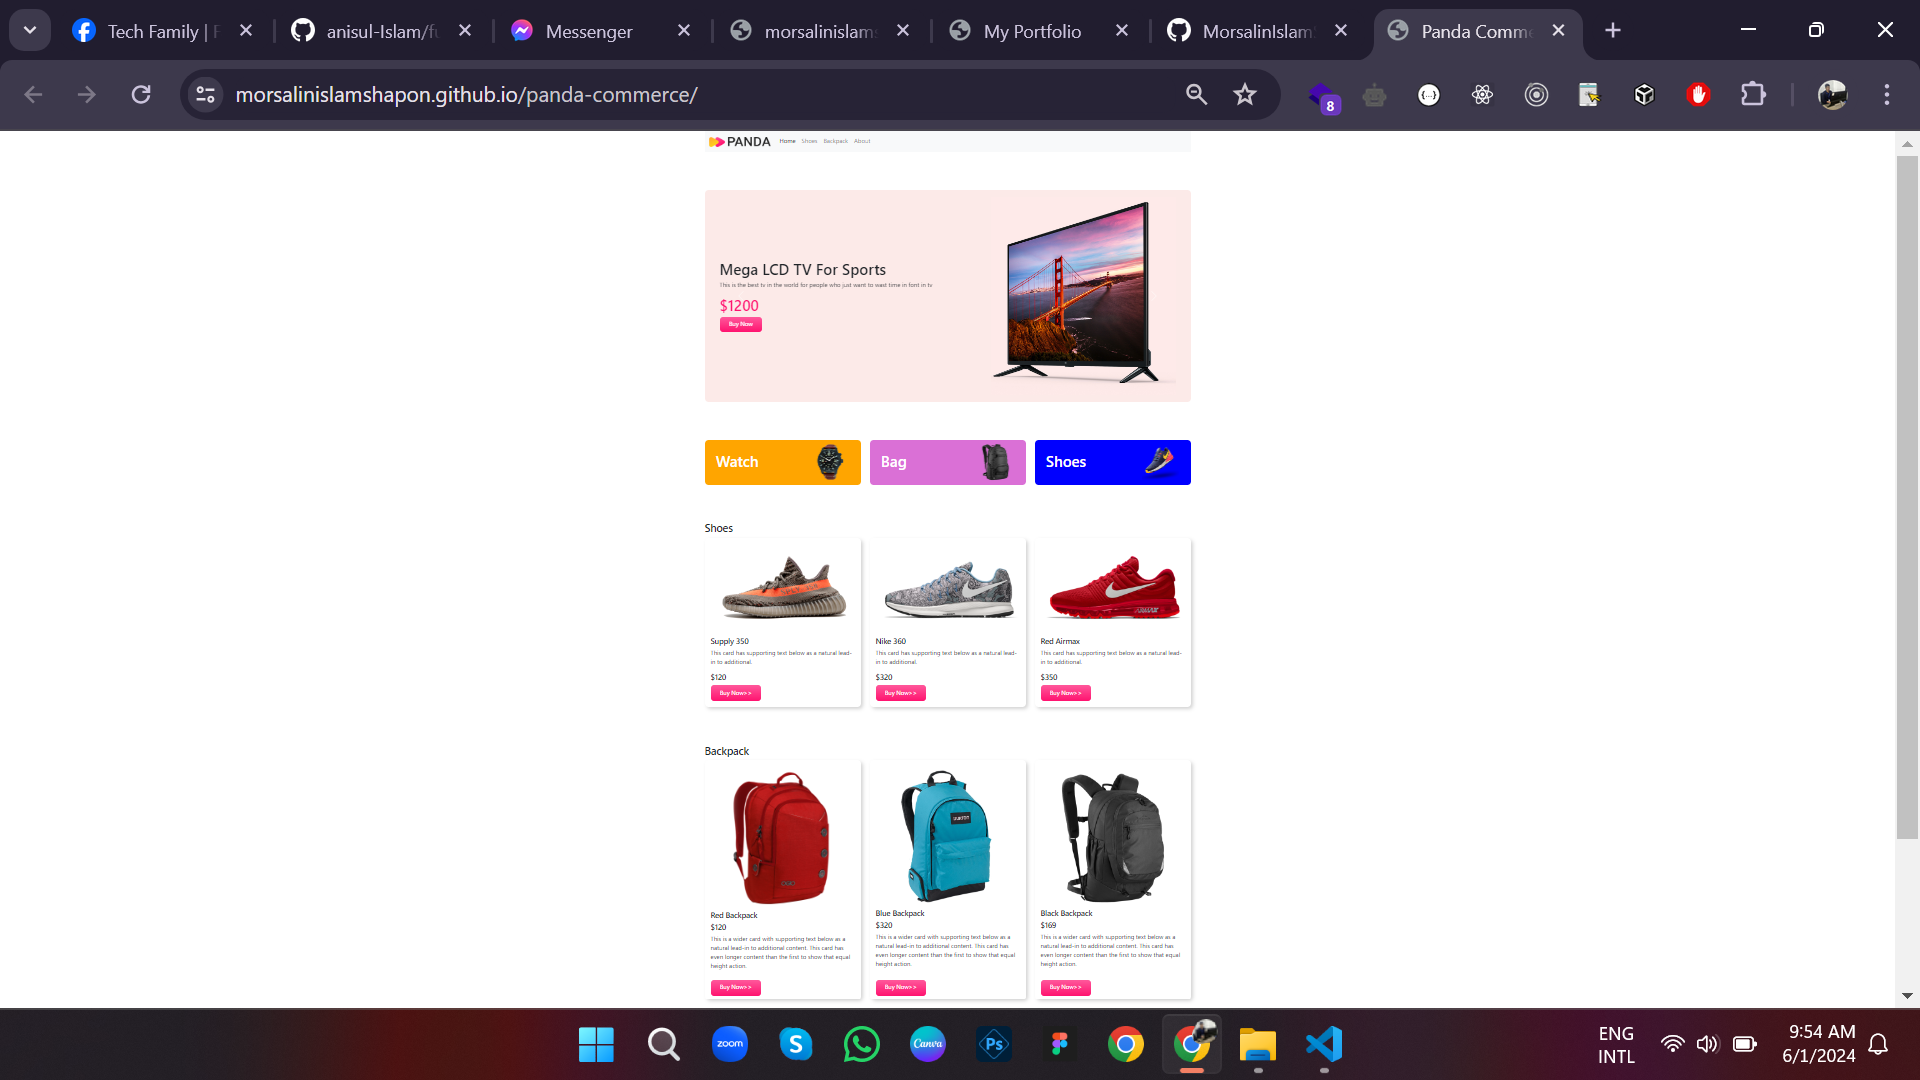 Tech Family | F
anisul-Islam/fu
Messenger
morsalinislams
My Portfolio
MorsalinIslamS
Panda Comme
morsalinislamshapon.github.io/panda-commerce/
8
PANDA Home Shoes Backpack About
Mega LCD TV For Sports
This is the best tv in the world for people who just want to wast time in font in tv
$1200
Buy Now
Watch
Bag
Shoes
Shoes
Supply 350
This card has supporting text below as a natural lead-
in to additional.
$120
Buy Now>>
Nike 360
This card has supporting text below as a natural lead-
in to additional.
$320
Buy Now>>
Red Airmax
This card has supporting text below as a natural lead-
in to additional.
$350
Buy Now>>
Backpack
BURTON
Red Backpack
$120
This is a wider card with supporting text below as a
natural lead-in to additional content. This card has
even longer content than the first to show that equal
height action.
Buy Now>>
Blue Backpack
$320
This is a wider card with supporting text below as a
natural lead-in to additional content. This card has
even longer content than the first to show that equal
height action.
Buy Now>>
Black Backpack
$169
This is a wider card with supporting text below as a
natural lead-in to additional content. This card has
even longer content than the first to show that equal
height action.
Buy Now>>
zoom
Canva
Ps
ENG
INTL
9:54 AM
6/1/2024